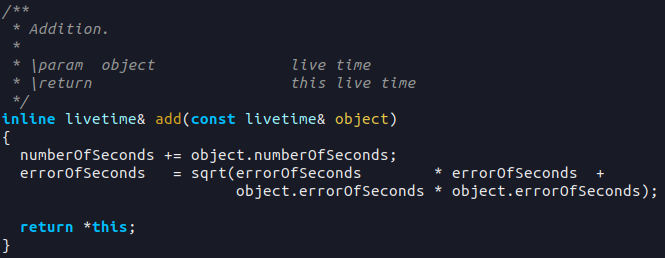 /**
 * Addition.
 *
 * \param  object               live time
 * \return                      this live time
 */
inline livetime& add(const livetime& object)
{
  numberOfSeconds += object.numberOfSeconds;
  errorOfSeconds   = sqrt(errorOfSeconds        * errorOfSeconds  +
                          object.errorOfSeconds * object.errorOfSeconds);

  return *this;
}